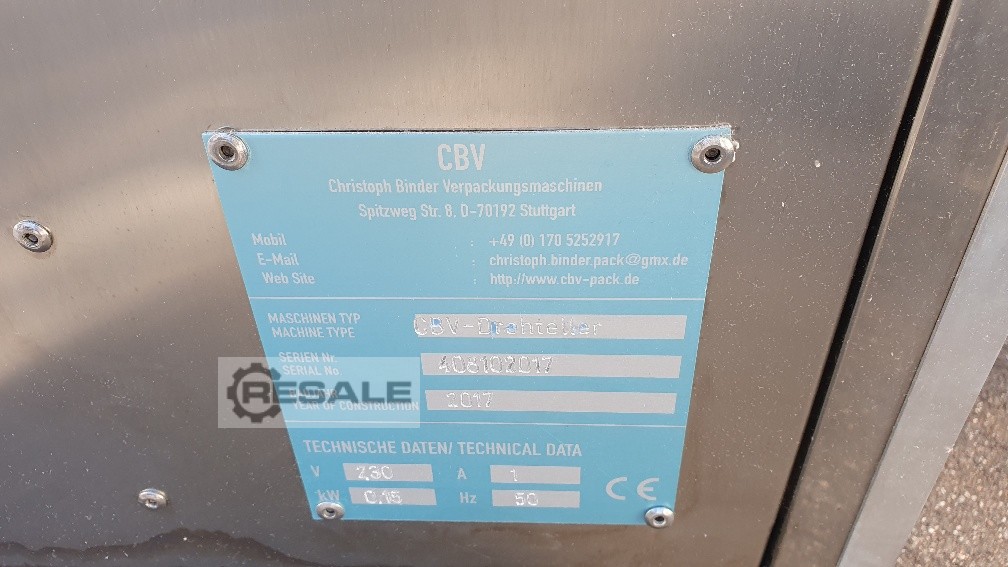 CBV
Christoph Binder Verpackungsmaschinen
Spitzweg Str. 8. D-70192 Stuttgart
Mobil : +49 (0) 170 5252917
E-Mail : christoph.binder.pack@gmx.de
Web Site : http://www.cbv-pack.de
MASCHINEN TYP
MACHINE TYPE
CBV-Drehteller
SERIEN Nr.
SERIAL No.
406102017
YEAR OF CONSTRUCTION
2017
RESALE
TECHNISCHE DATEN/ TECHNICAL DATA
V 230 A 1
kW 0.15 Hz 50
CE